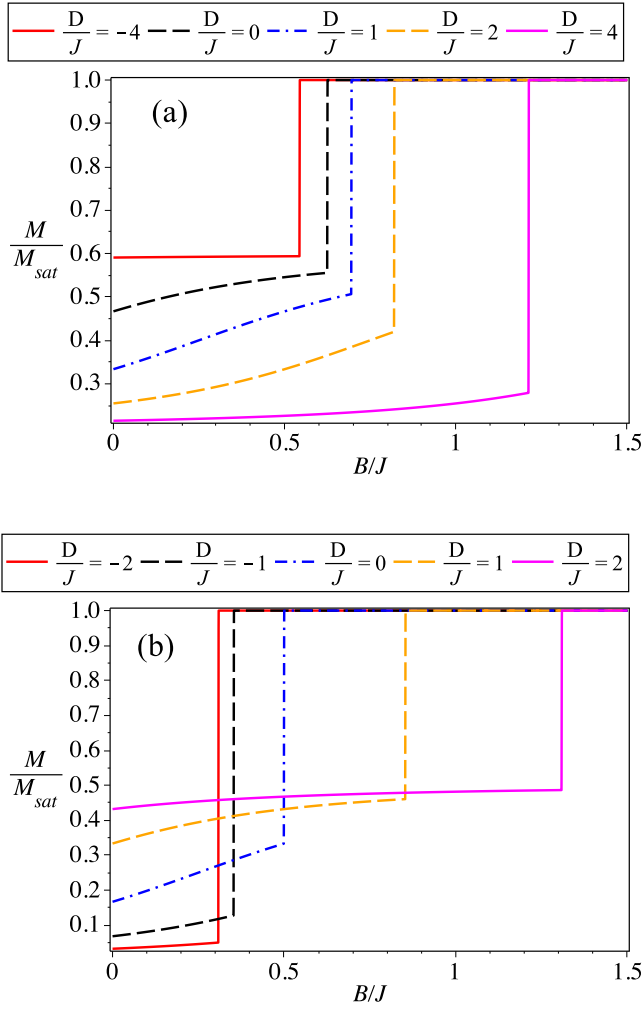 D/J = −4 D/J = 0 D/J = 1 D/J = 2 D/J = 4
(a)
M/Msat
1.0
0.9
0.8
0.7
0.6
0.5
0.4
0.3
0 0.5 1 1.5
B/J
D/J = −2 D/J = −1 D/J = 0 D/J = 1 D/J = 2
(b)
M/Msat
1.0
0.9
0.8
0.7
0.6
0.5
0.4
0.3
0.2
0.1
0 0.5 1 1.5
B/J